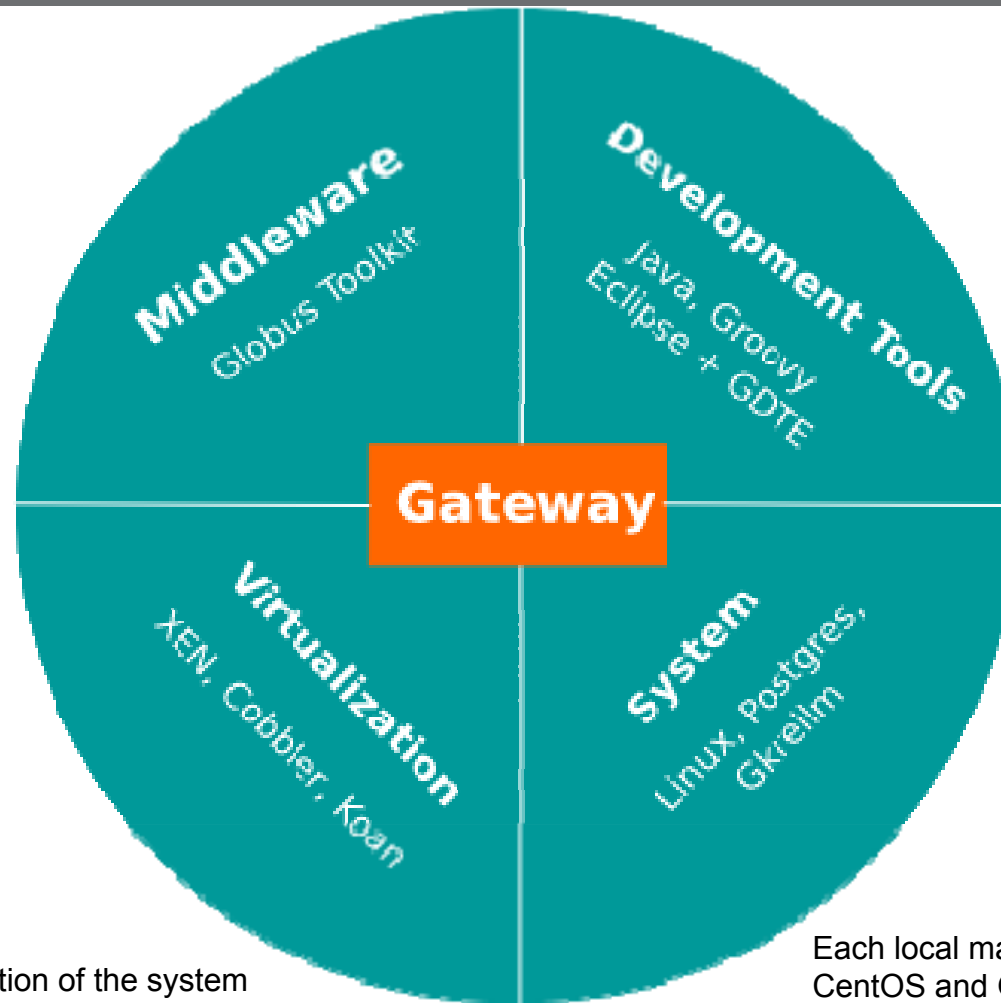 Middleware
Globus Toolkit
Development Tools
Java, Groovy
Eclipse + GDTE
Gateway
Virtualization
XEN, Cobbler, Koan
System
Linux, Postgres,
Gkrellm
tion of the system
Each local ma
CentOS and